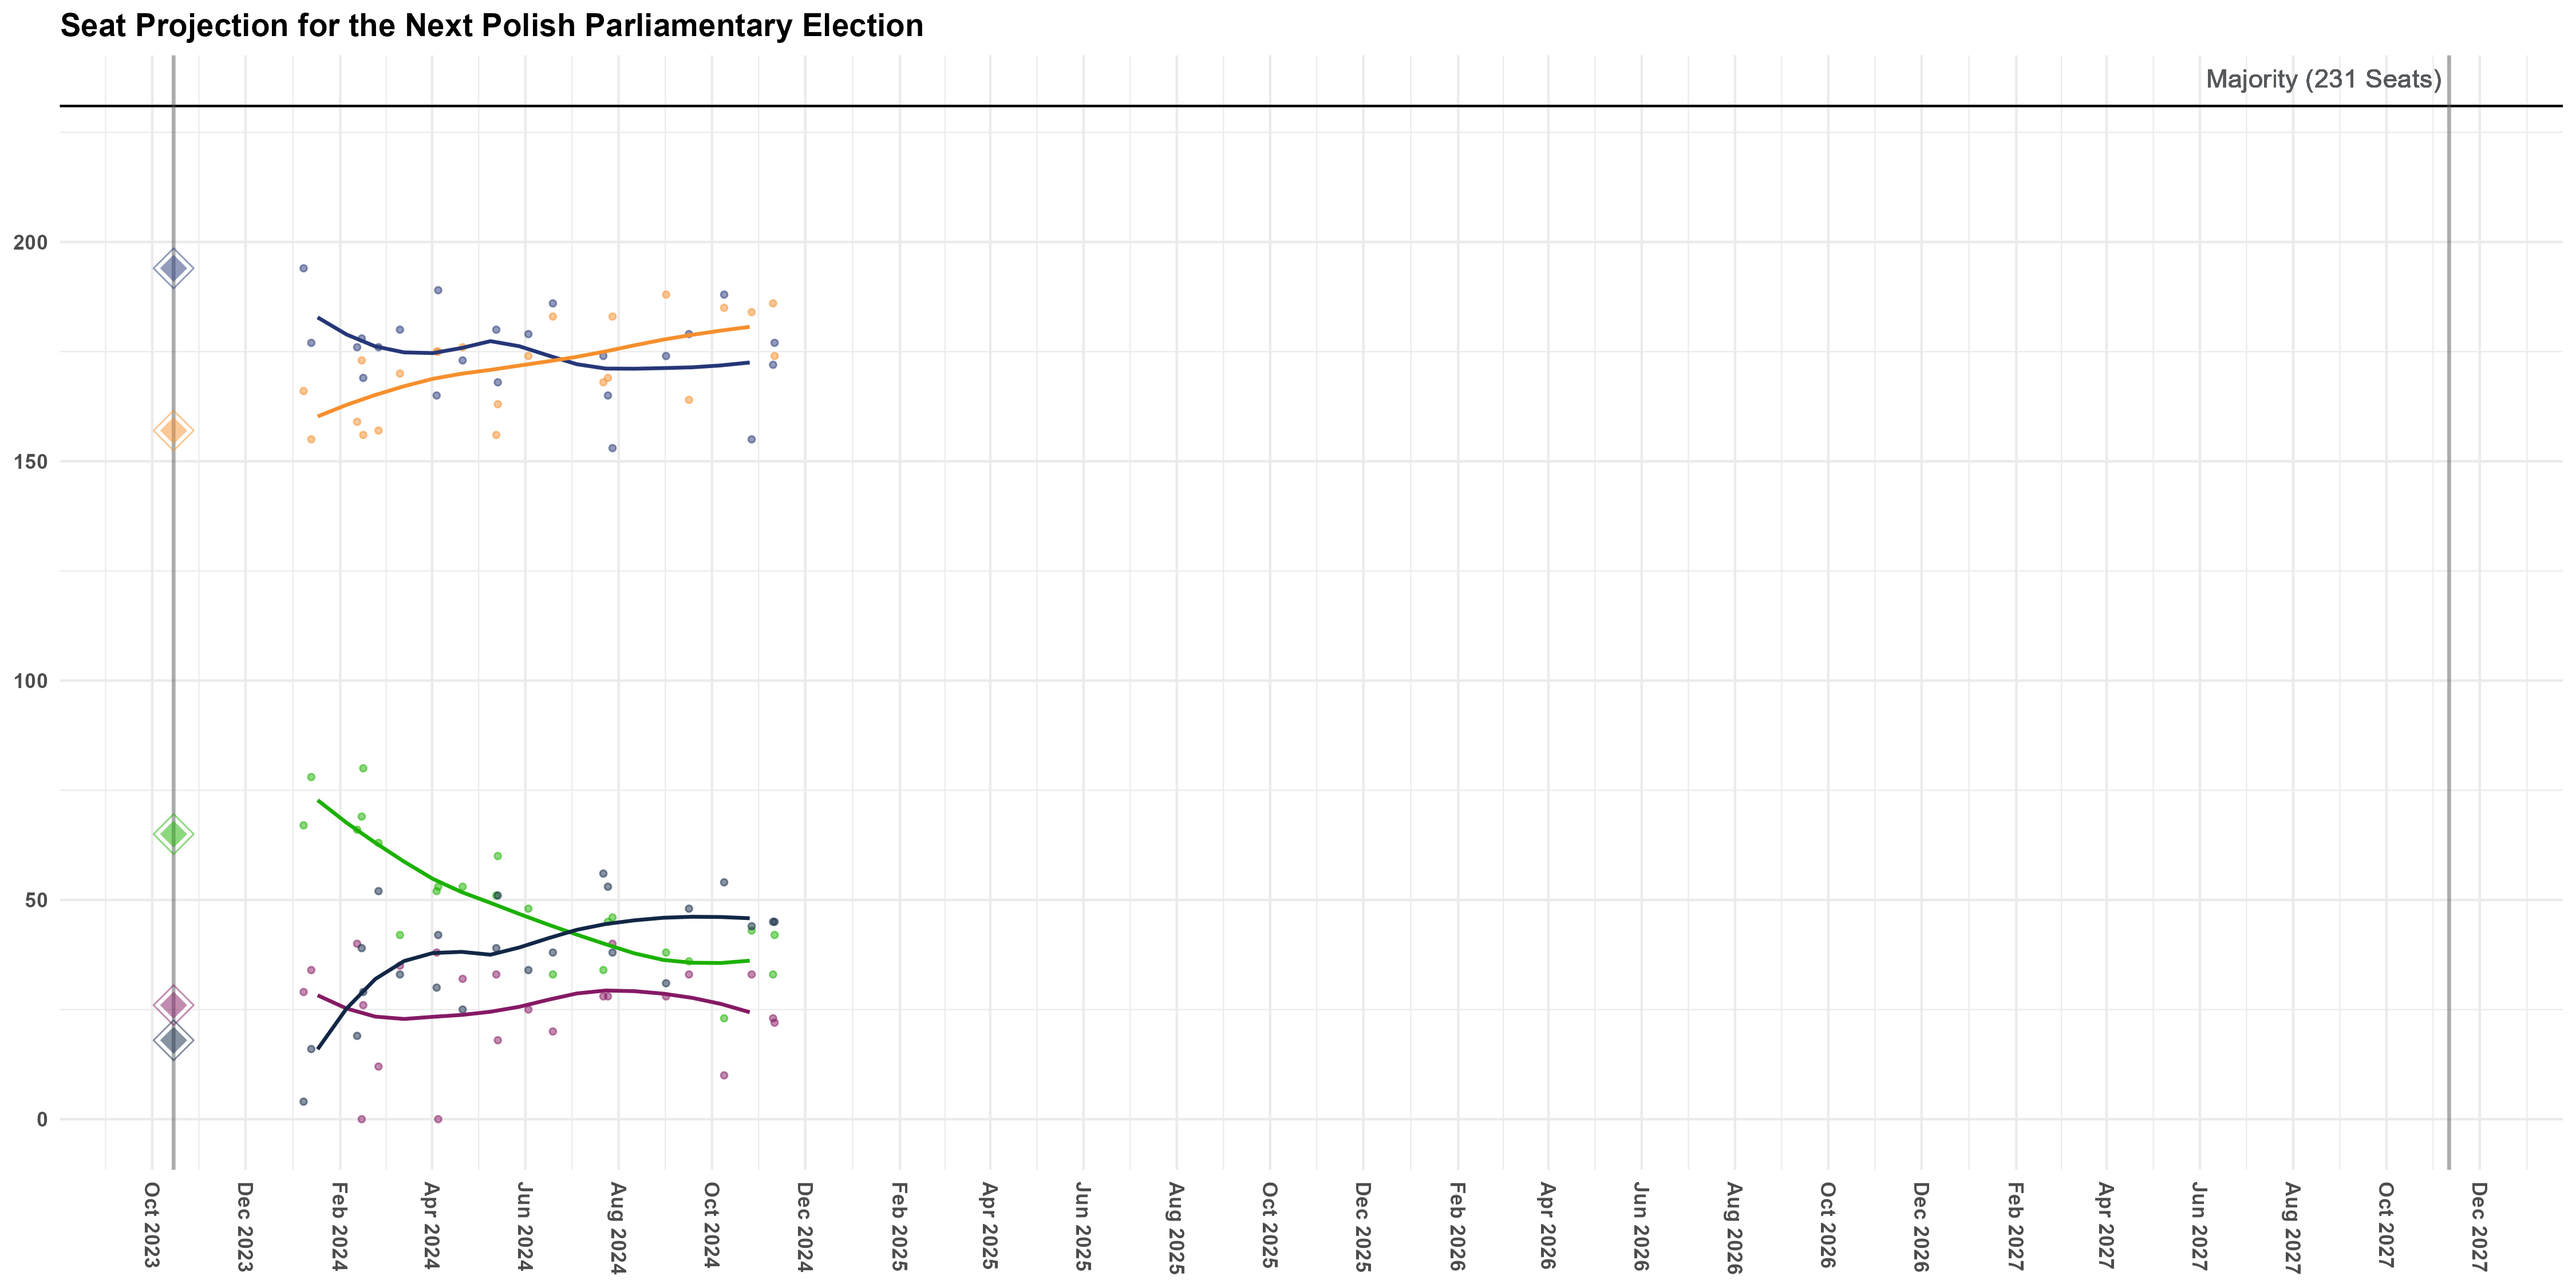 Seat Projection for the Next Polish Parliamentary Election
Majority (231 Seats)
200
150
100
50
0
Oct 2023
Dec 2023
Feb 2024
Apr 2024
Jun 2024
Aug 2024
Oct 2024
Dec 2024
Feb 2025
Apr 2025
Jun 2025
Aug 2025
Oct 2025
Dec 2025
Feb 2026
Apr 2026
Jun 2026
Aug 2026
Oct 2026
Dec 2026
Feb 2027
Apr 2027
Jun 2027
Aug 2027
Oct 2027
Dec 2027